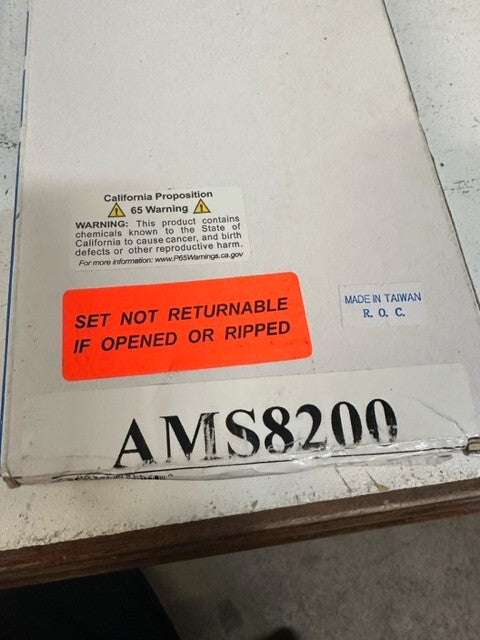 California Proposition
65 Warning
WARNING: This product contains
chemicals known to the State of
California to cause cancer, and birth
defects or other reproductive harm.
For more information: www.P65Warnings.ca.gov
SET NOT RETURNABLE
IF OPENED OR RIPPED
MADE IN TAIWAN
R. O. C.
AMS8200